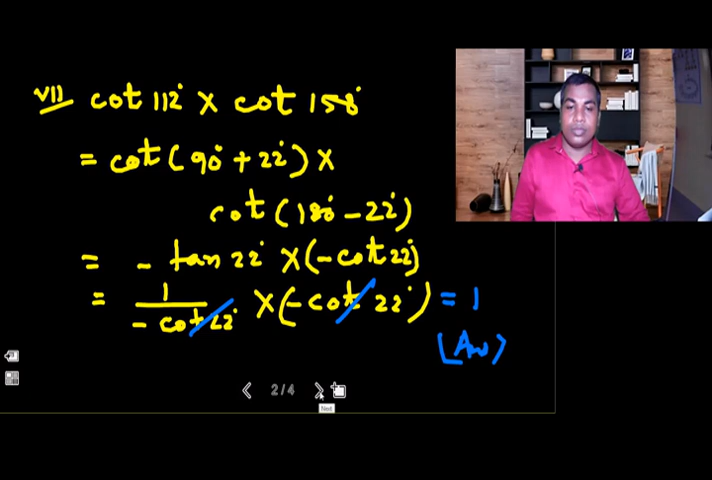 VII cot 112° × cot 158°
= cot (90° + 22°) ×
cot (180° - 22°)
= - tan 22° × (-cot 22°)
= 1 / - cot 22° × (-cot 22°) = 1
(Ans)
2/4
Next